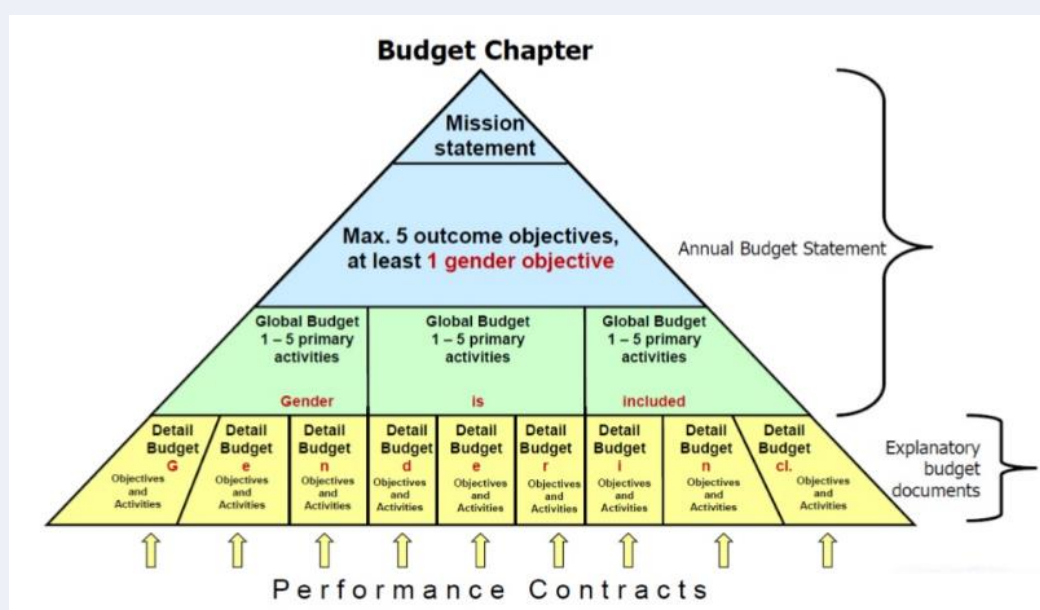 Budget Chapter
Mission
statement
Max. 5 outcome objectives,
at least 1 gender objective
Annual Budget Statement
Global Budget
1 – 5 primary
activities
Gender
Global Budget
1 – 5 primary
activities
is
Global Budget
1 – 5 primary
activities
included
Detail
Budget
G
Objectives
and
Activities
Detail
Budget
e
Objectives
and
Activities
Detail
Budget
n
Objectives
and
Activities
Detail
Budget
d
Objectives
and
Activities
Detail
Budget
e
Objectives
and
Activities
Detail
Budget
r
Objectives
and
Activities
Detail
Budget
i
Objectives
and
Activities
Detail
Budget
n
Objectives
and
Activities
Detail
Budget
cl.
Objectives
and
Activities
Explanatory
budget
documents
Performance Contracts